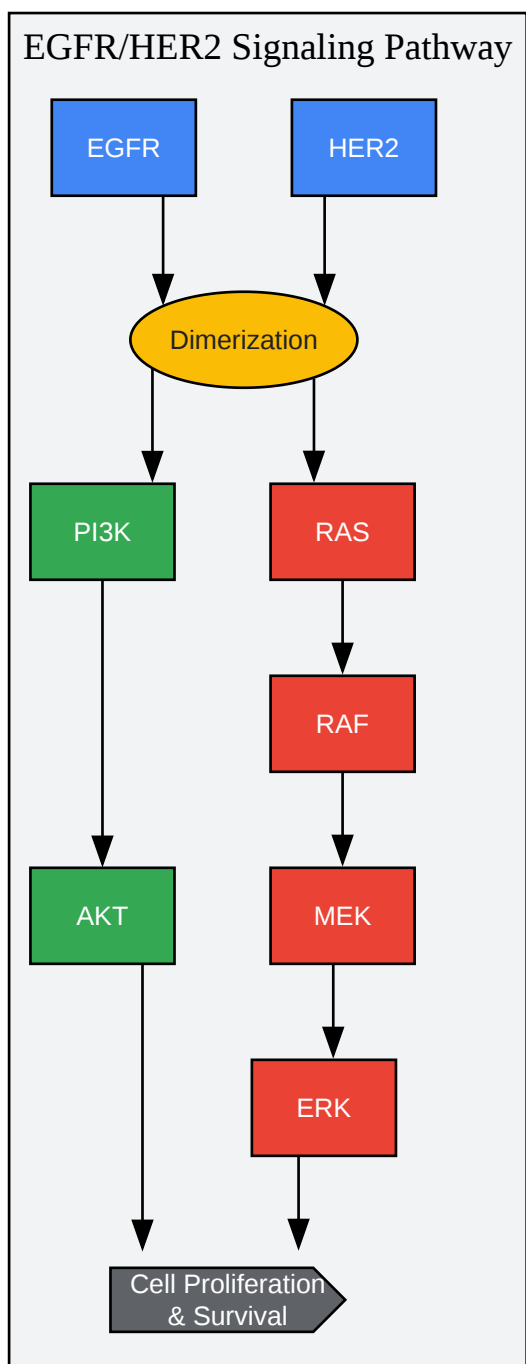 EGFR/HER2 Signaling Pathway
EGFR
HER2
Dimerization
PI3K
RAS
RAF
AKT
MEK
ERK
Cell Proliferation
& Survival